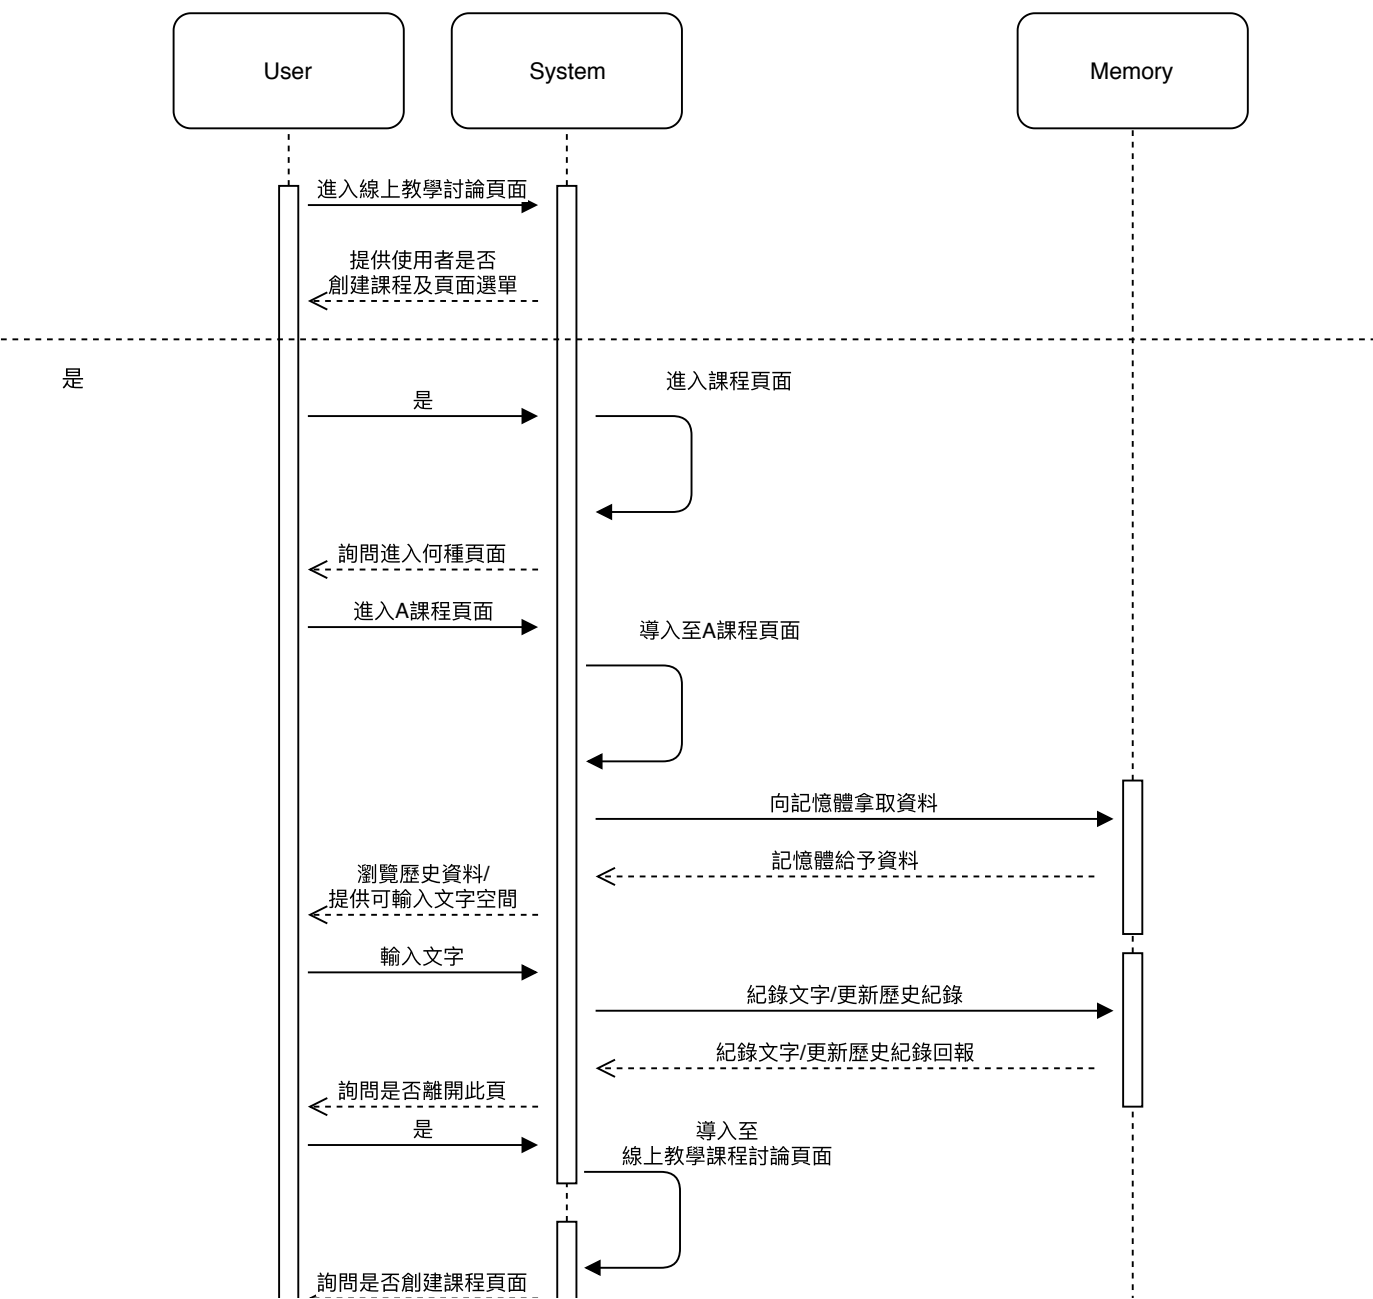 User
System
Memory
進入線上教學討論頁面
提供使用者是否
創建課程及頁面選單
是
進入課程頁面
是
詢問進入何種頁面
進入A課程頁面
導入至A課程頁面
向記憶體拿取資料
記憶體給予資料
瀏覽歷史資料/
提供可輸入文字空間
輸入文字
紀錄文字/更新歷史紀錄
紀錄文字/更新歷史紀錄回報
詢問是否離開此頁
是
導入至
線上教學課程討論頁面
詢問是否創建課程頁面